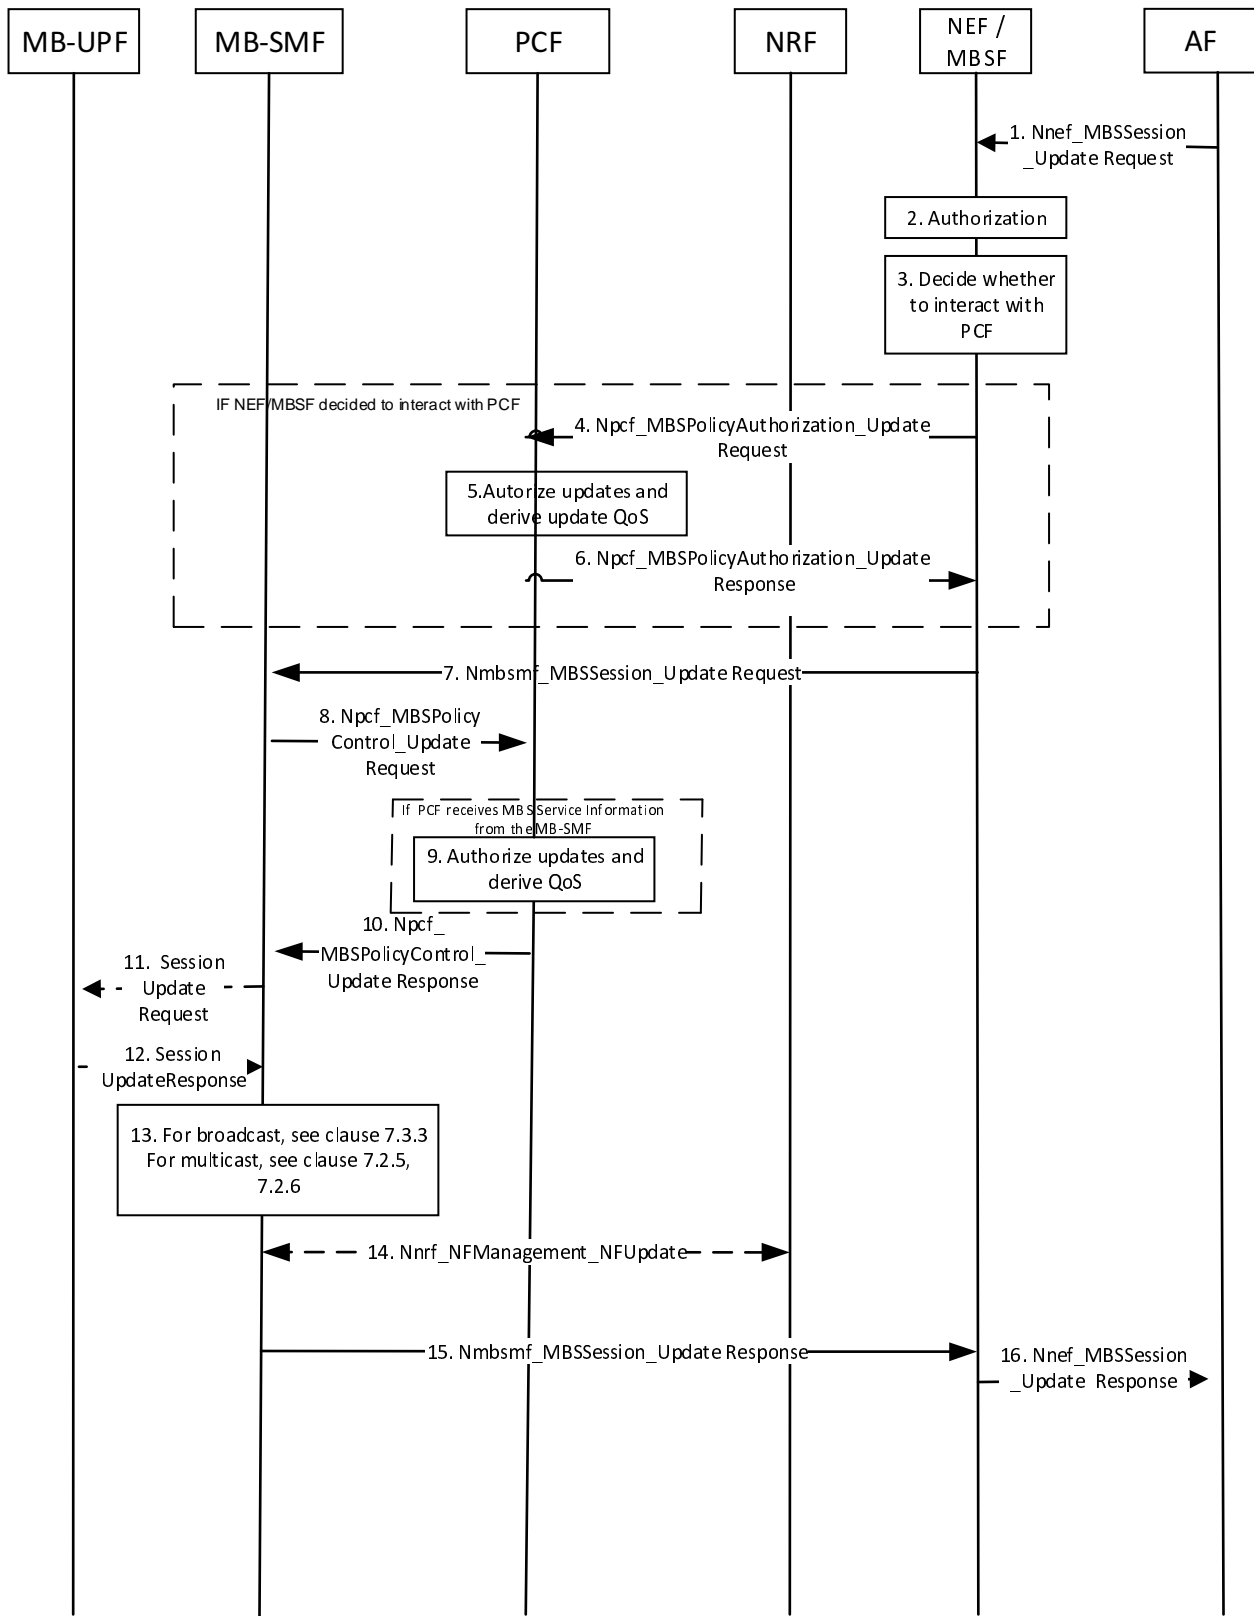 MB-UPF
MB-SMF
PCF
NRF
NEF /
MBSF
AF
1. Nnef_MBSSession
_Update Request
2. Authorization
3. Decide whether
to interact with
PCF
IF NEF/MBSF decided to interact with PCF
4. Npcf_MBSPolicyAuthorization_Update
Request
5.Autorize updates and
derive update QoS
6. Npcf_MBSPolicyAuthorization_Update
Response
7. Nmbsmf_MBSSession_Update Request
8. Npcf_MBSPolicy
Control_Update
Request
If PCF receives MBS Service Information
from the MB-SMF
9. Authorize updates and
derive QoS
10. Npcf_
MBSPolicyControl_
Update Response
11. Session
Update
Request
12. Session
UpdateResponse
13. For broadcast, see clause 7.3.3
For multicast, see clause 7.2.5,
7.2.6
14. Nnrf_NFManagement_NFUpdate
15. Nmbsmf_MBSSession_Update Response
16. Nnef_MBSSession
_Update Response